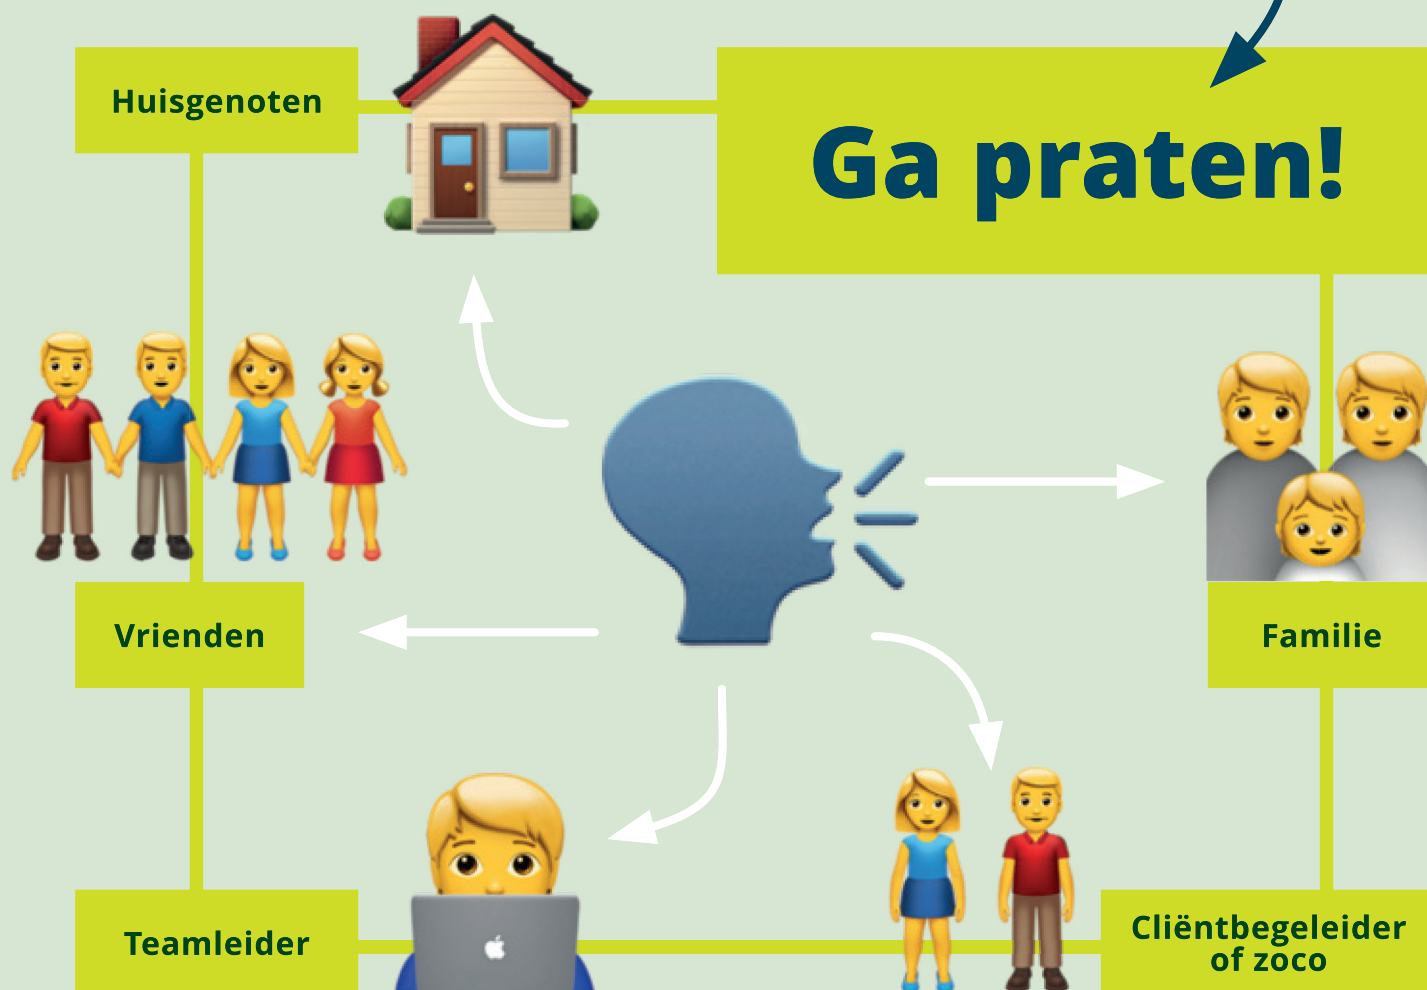 Huisgenoten
Ga praten!
Vrienden
Familie
Teamleider
Cliëntbegeleider
of zoco